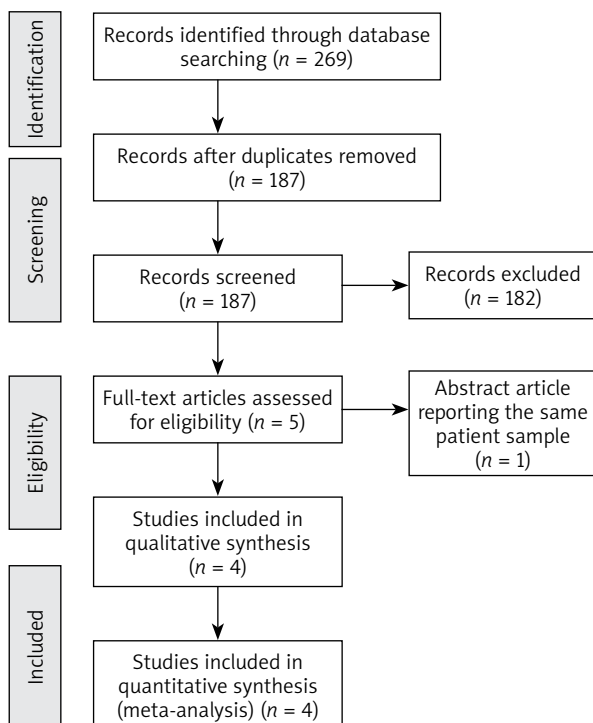 Identification
Records identified through database
searching (n = 269)
Records after duplicates removed
(n = 187)
Screening
Records screened
(n = 187)
Records excluded
(n = 182)
Eligibility
Full-text articles assessed
for eligibility (n = 5)
Abstract article
reporting the same
patient sample
(n = 1)
Studies included in
qualitative synthesis
(n = 4)
Included
Studies included in
quantitative synthesis
(meta-analysis) (n = 4)